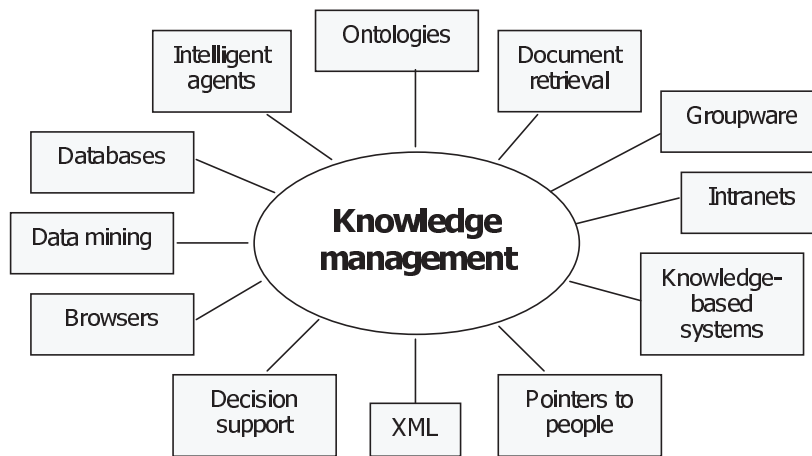 Ontologies
Intelligent
agents
Document
retrieval
Groupware
Databases
Intranets
Knowledge
management
Data mining
Knowledge-
based
systems
Browsers
Decision
support
XML
Pointers to
people